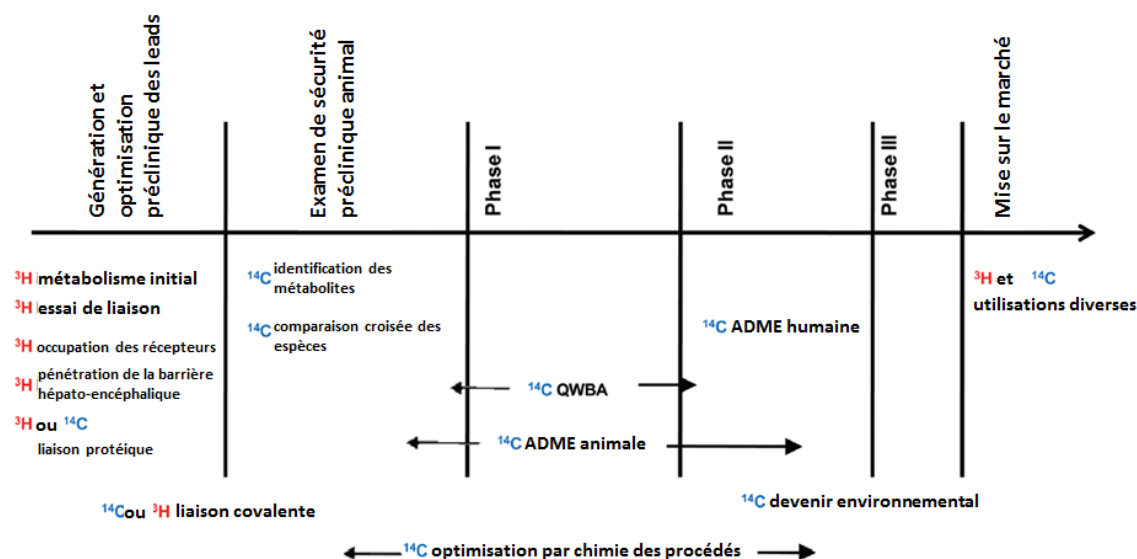 Génération et
optimisation
préclinique des leads
Examen de sécurité
préclinique animal
Phase I
Phase II
Phase III
Mise sur le marché
³H métabolisme initial
³H essai de liaison
³H occupation des récepteurs
³H pénétration de la barrière
hépato-encéphalique
³H ou ¹⁴C
liaison protéique
¹⁴C identification des
métabolites
¹⁴C comparaison croisée des
espèces
¹⁴C QWBA
¹⁴C ADME animale
¹⁴C ADME humaine
³H et ¹⁴C
utilisations diverses
¹⁴Cou ³H liaison covalente
¹⁴C devenir environnemental
¹⁴C optimisation par chimie des procédés